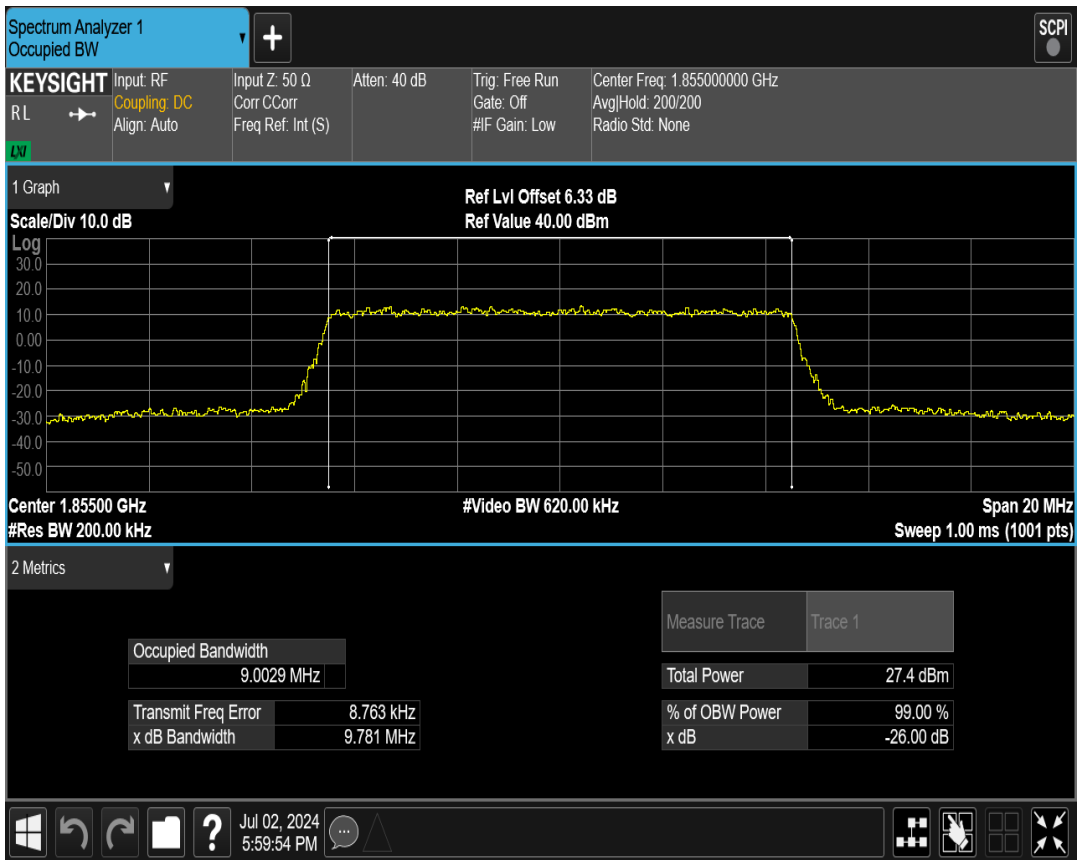 Spectrum Analyzer 1
Occupied BW
+
SCPI
KEYSIGHT
R L
LXI
Input: RF
Coupling: DC
Align: Auto
Input Z: 50 Ω
Corr CCorr
Freq Ref: Int (S)
Atten: 40 dB
Trig: Free Run
Gate: Off
#IF Gain: Low
Center Freq: 1.855000000 GHz
Avg|Hold: 200/200
Radio Std: None
1 Graph
Scale/Div 10.0 dB
Ref Lvl Offset 6.33 dB
Ref Value 40.00 dBm
Log
30.0
20.0
10.0
0.00
-10.0
-20.0
-30.0
-40.0
-50.0
Center 1.85500 GHz
#Video BW 620.00 kHz
Span 20 MHz
#Res BW 200.00 kHz
Sweep 1.00 ms (1001 pts)
2 Metrics
Measure Trace Trace 1
Occupied Bandwidth
9.0029 MHz
Total Power 27.4 dBm
Transmit Freq Error 8.763 kHz
% of OBW Power 99.00 %
x dB Bandwidth 9.781 MHz
x dB -26.00 dB
?
Jul 02, 2024
5:59:54 PM